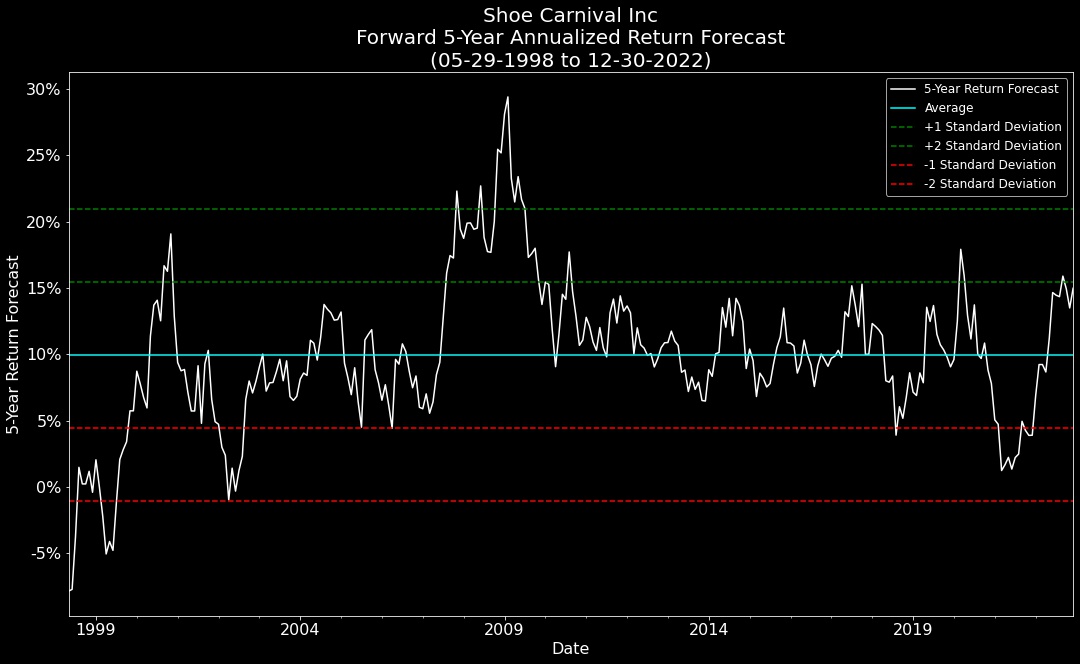 Shoe Carnival Inc
Forward 5-Year Annualized Return Forecast
(05-29-1998 to 12-30-2022)
5-Year Return Forecast
Average
+1 Standard Deviation
+2 Standard Deviation
-1 Standard Deviation
-2 Standard Deviation
5-Year Return Forecast
30%
25%
20%
15%
10%
5%
0%
-5%
1999
2004
2009
2014
2019
Date